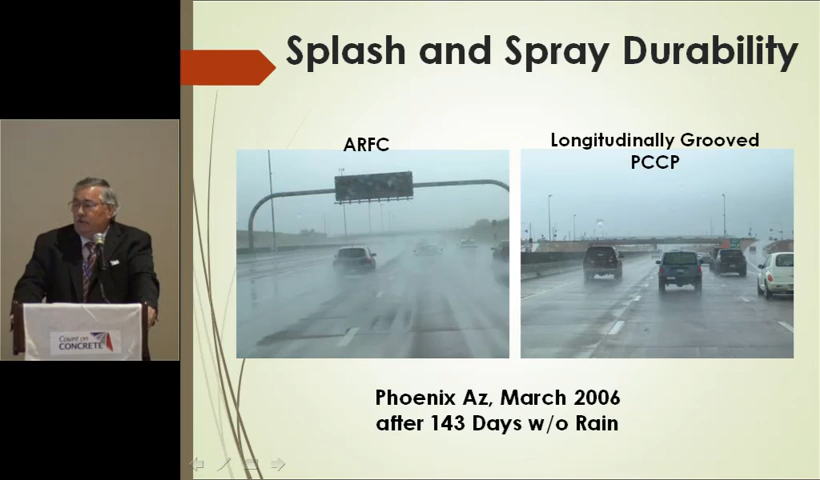 Splash and Spray Durability
ARFC
Longitudinally Grooved
PCCP
Phoenix Az, March 2006
after 143 Days w/o Rain
Count on
CONCRETE